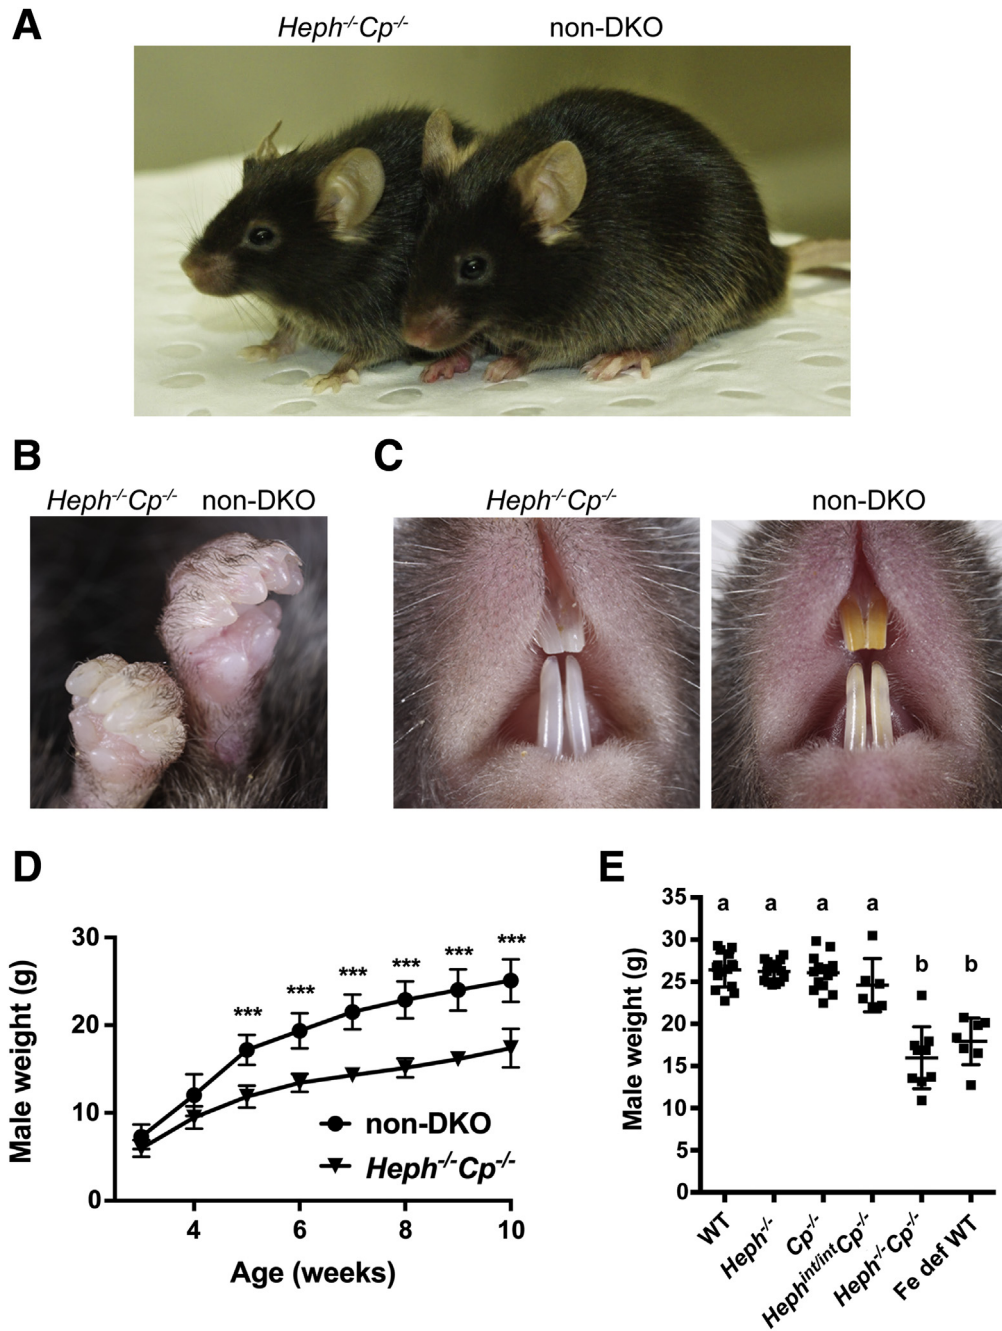 A
Heph-/-Cp-/- non-DKO
B
C
Heph-/-Cp-/- non-DKO
Heph-/-Cp-/-
non-DKO
D
Male weight (g)
30
20
10
0
***
***
***
***
***
***
non-DKO
Heph-/-Cp-/-
4 6 8 10
Age (weeks)
E
Male weight (g)
35
30
25
20
15
10
5
0
a a a a b b
WT
Heph-/-
Cp-/-
Hephint/intCp-/-
Heph-/-Cp-/-
Fe def WT